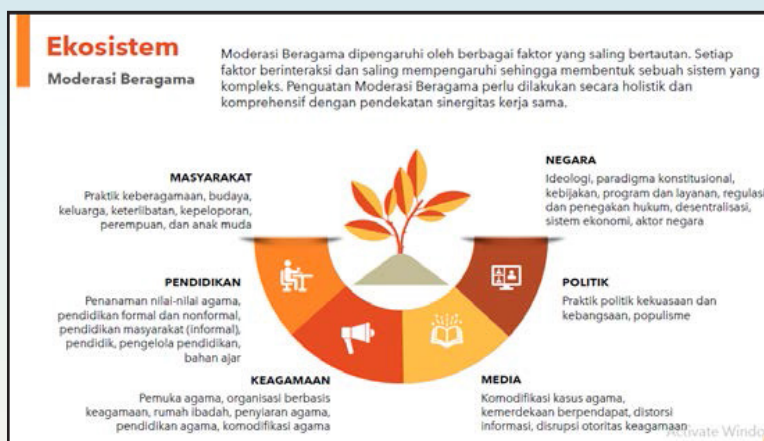 Ekosistem
Moderasi Beragama
Moderasi Beragama dipengaruhi oleh berbagai faktor yang saling bertautan. Setiap
faktor berinteraksi dan saling mempengaruhi sehingga membentuk sebuah sistem yang
kompleks. Penguatan Moderasi Beragama perlu dilakukan secara holistik dan
komprehensif dengan pendekatan sinergitas kerja sama.
MASYARAKAT
Praktik keberagamaan, budaya,
keluarga, keterlibatan, kepeloporan,
perempuan, dan anak muda
NEGARA
Ideologi, paradigma konstitusional,
kebijakan, program dan layanan, regulasi
dan penegakan hukum, desentralisasi,
sistem ekonomi, aktor negara
PENDIDIKAN
Penanaman nilai-nilai agama,
pendidikan formal dan nonformal,
pendidikan masyarakat (informal),
pendidik, pengelola pendidikan,
bahan ajar
POLITIK
Praktik politik kekuasaan dan
kebangsaan, populisme
KEAGAMAAN
Pemuka agama, organisasi berbasis
keagamaan, rumah ibadah, penyiaran agama,
pendidikan agama, komodifikasi agama
MEDIA
Komodifikasi kasus agama,
kemerdekaan berpendapat, distorsi
informasi, disrupsi otoritas keagamaan
Activate Windo